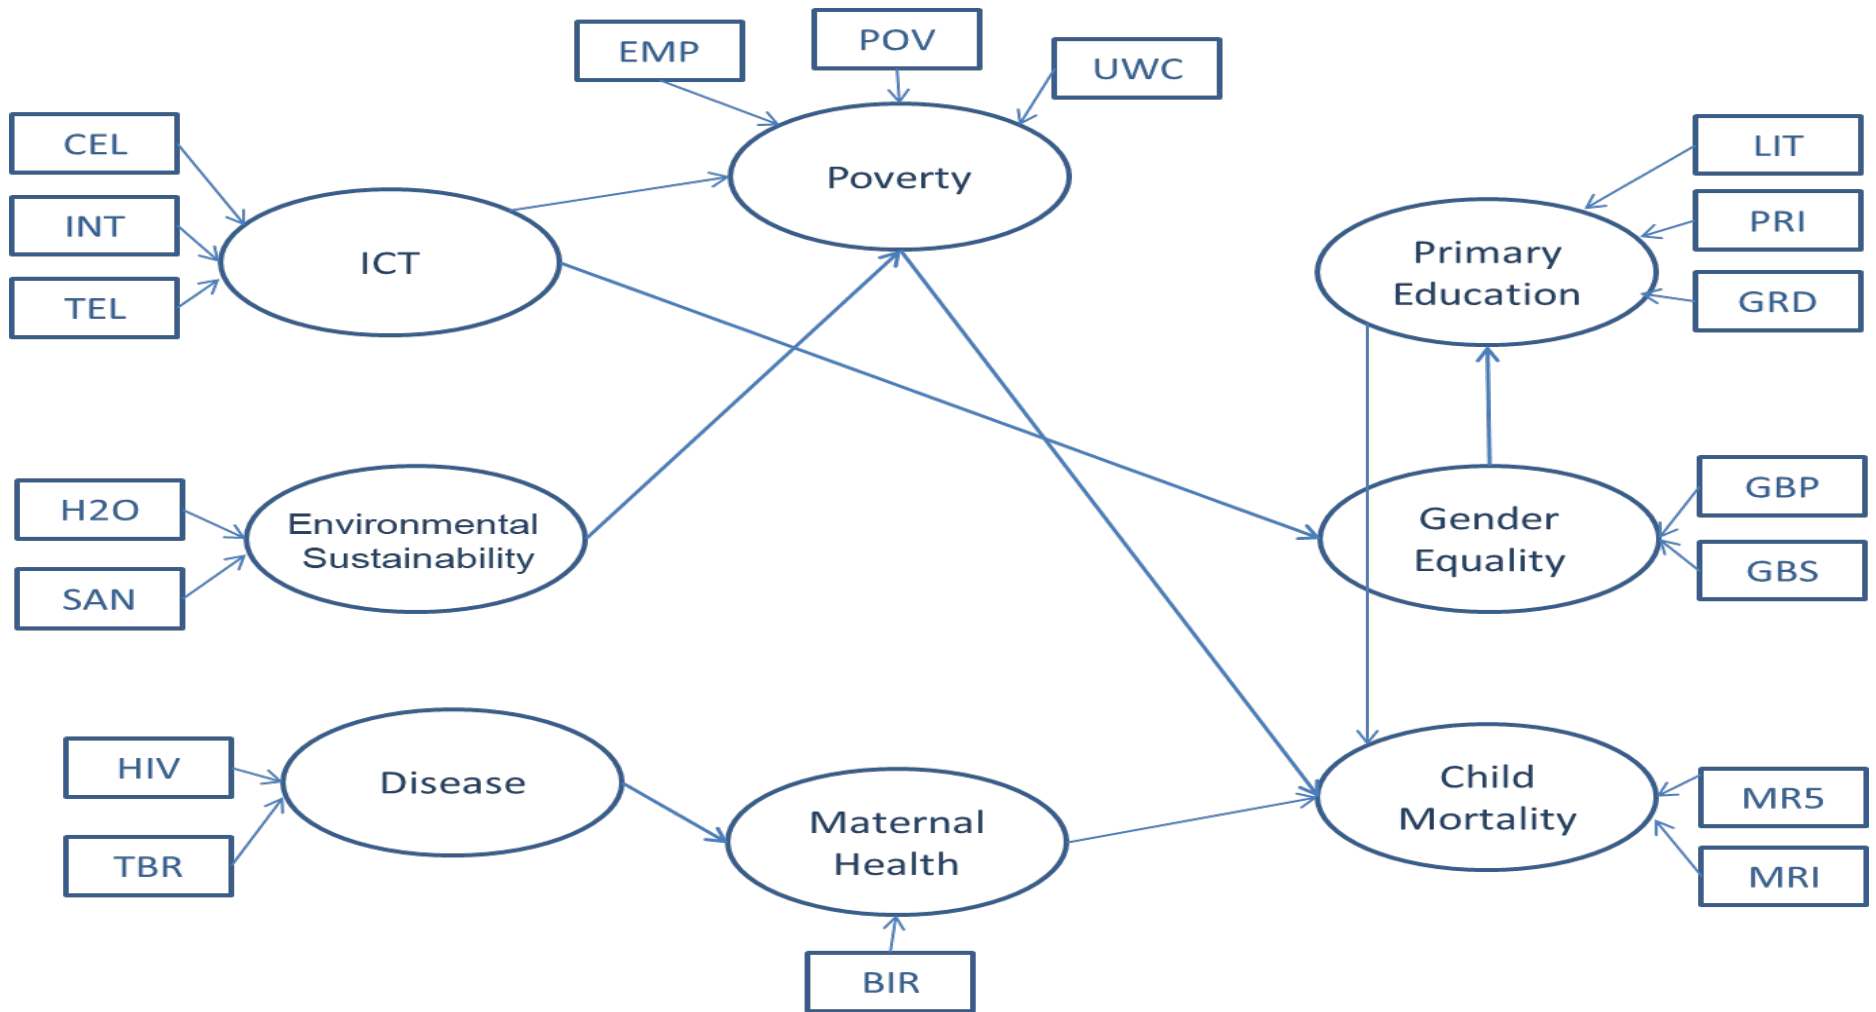 EMP
POV
UWC
CEL
INT
TEL
ICT
Poverty
LIT
PRI
GRD
Primary
Education
H2O
SAN
Environmental
Sustainability
Gender
Equality
GBP
GBS
HIV
TBR
Disease
Maternal
Health
BIR
Child
Mortality
MR5
MRI